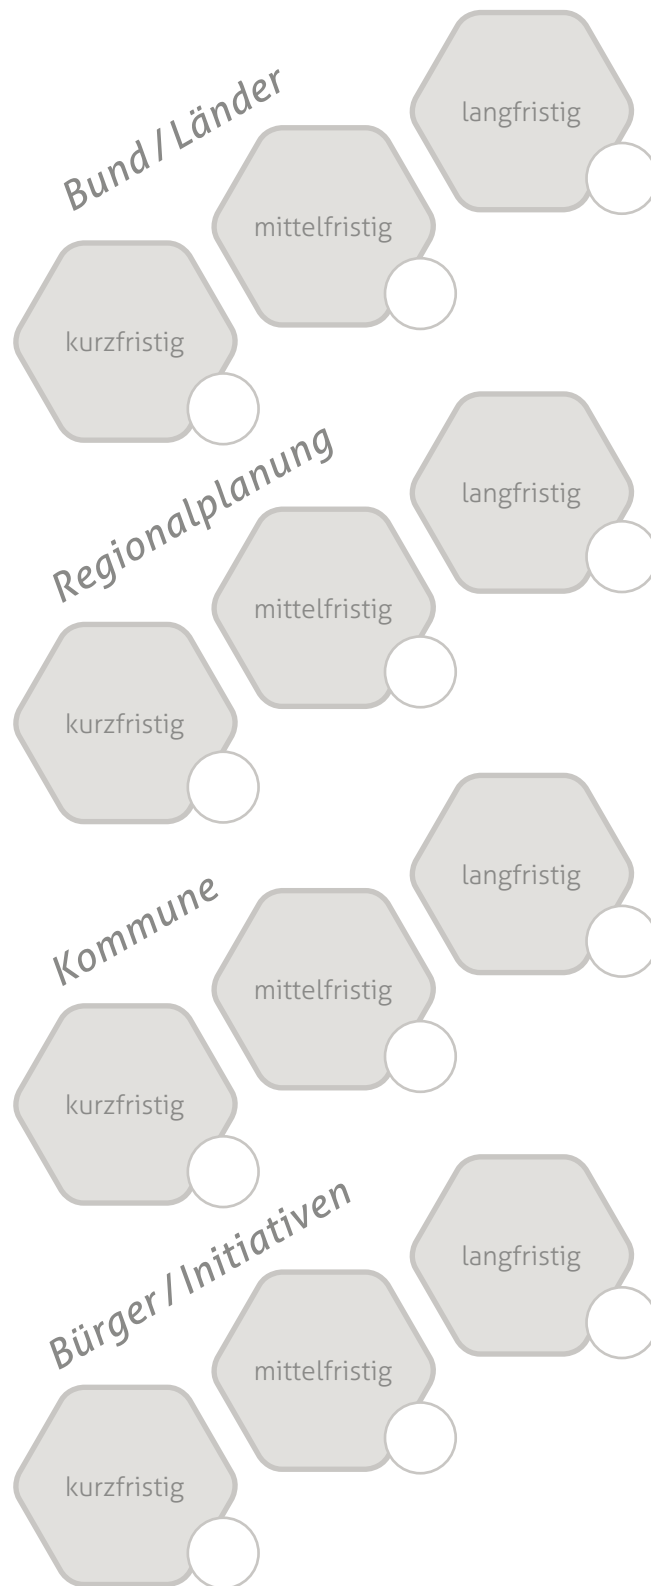 Bund / Länder
langfristig
mittelfristig
kurzfristig
Regionalplanung
langfristig
mittelfristig
kurzfristig
Kommune
langfristig
mittelfristig
kurzfristig
Bürger / Initiativen
langfristig
mittelfristig
kurzfristig